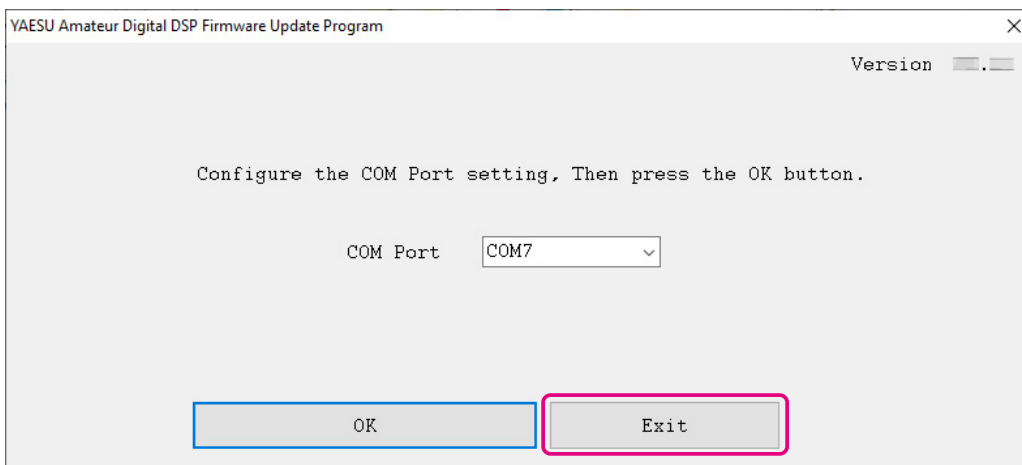 YAESU Amateur Digital DSP Firmware Update Program
Version
Configure the COM Port setting, Then press the OK button.
COM Port COM7
OK Exit